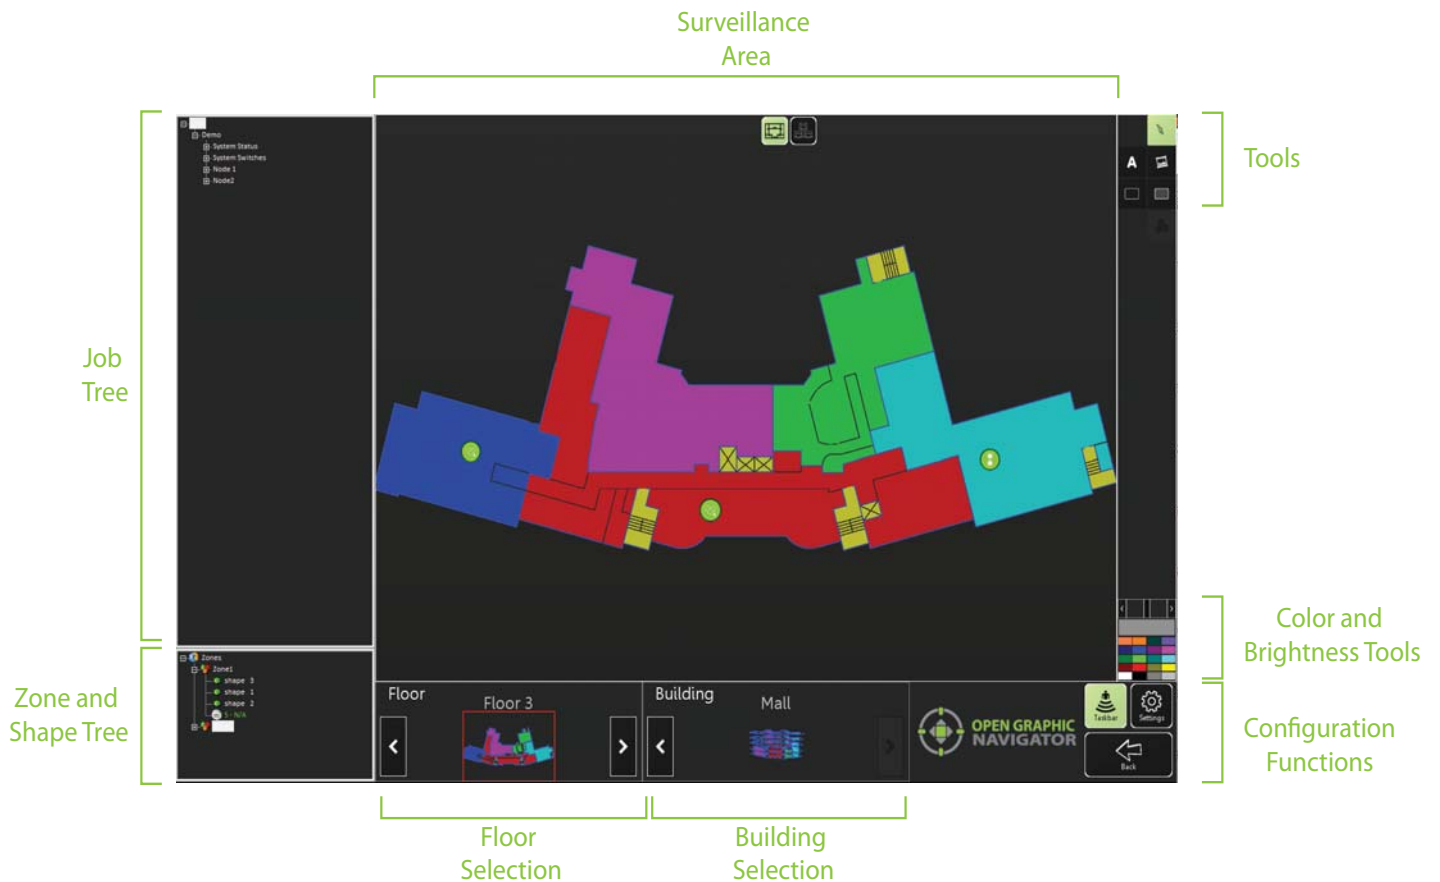 Surveillance
Area
Job
Tree
Demo
System Status
System Switches
Node 1
Node2
A
Tools
Color and
Brightness Tools
Zone and
Shape Tree
Zones
Zone1
shape 3
shape 1
shape 2
S - N/A
Floor
Floor 3
Building
Mall
OPEN GRAPHIC
NAVIGATOR
Taskbar
Settings
Back
Configuration
Functions
Floor
Selection
Building
Selection